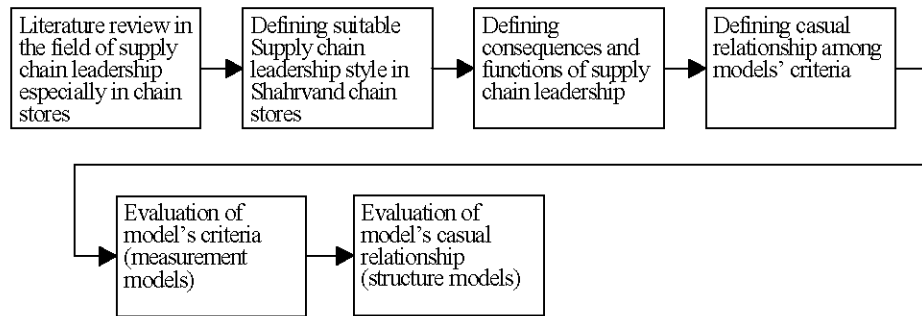 Literature review in
the field of supply
chain leadership
especially in chain
stores
Defining suitable
Supply chain
leadership style in
Shahrvand chain
stores
Defining
consequences and
functions of supply
chain leadership
Defining casual
relationship among
models' criteria
Evaluation of
model's criteria
(measurement
models)
Evaluation of
model's casual
relationship
(structure models)